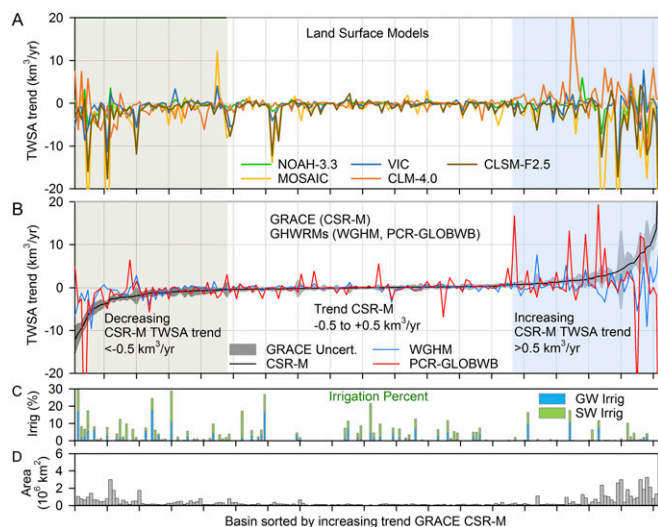 A
Land Surface Models
TWSA trend (km³/yr)
20
10
0
-10
20
NOAH-3.3
VIC
CLSM-F2.5
MOSAIC
CLM-4.0
B
GRACE (CSR-M)
GHWRMs (WGHM, PCR-GLOBWB)
TWSA trend (km³/yr)
20
10
0
-10
20
Decreasing
CSR-M TWSA trend
<-0.5 km³/yr
Trend CSR-M
-0.5 to +0.5 km³/yr
Increasing
CSR-M TWSA trend
>0.5 km³/yr
GRACE Uncert.
WGHM
CSR-M
PCR-GLOBWB
C
Irrigation Percent
Irrig (%)
30
20
10
0
GW Irrig
SW Irrig
D
Area
(10⁶ km2)
6
4
2
0
Basin sorted by increasing trend GRACE CSR-M